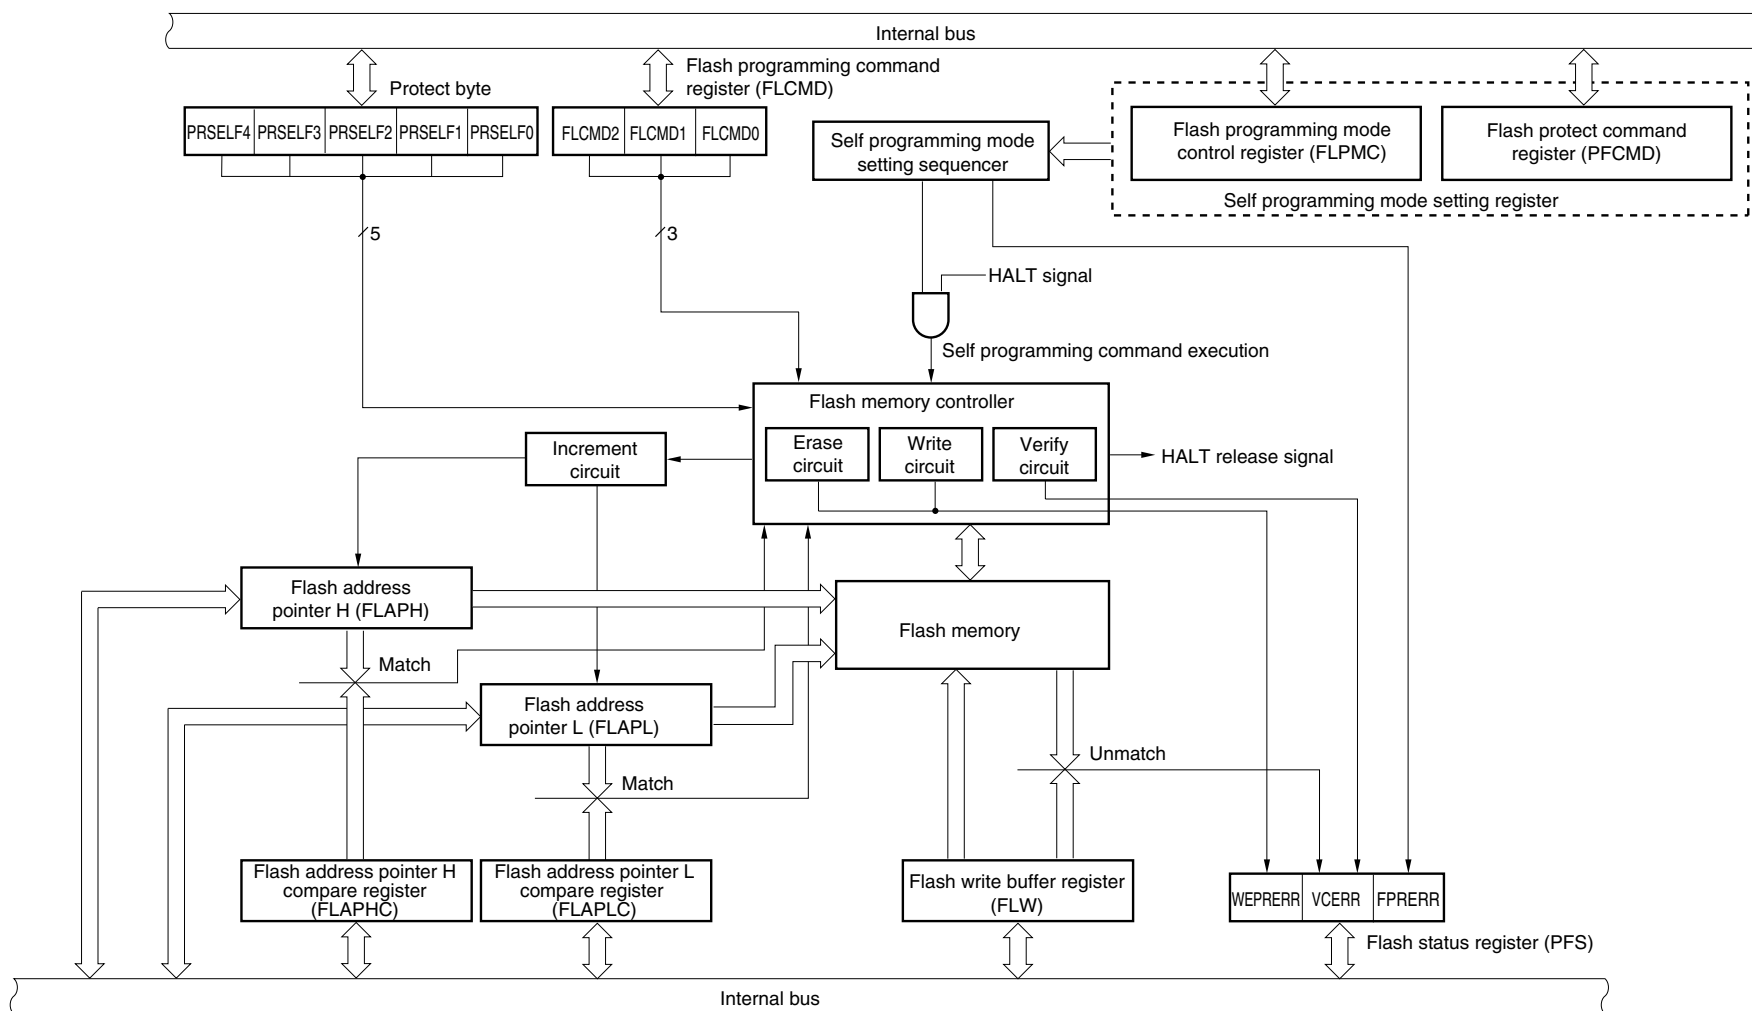 Internal bus
Protect byte
Flash programming command
register (FLCMD)
PRSELF4 PRSELF3 PRSELF2 PRSELF1 PRSELF0
FLCMD2 FLCMD1 FLCMD0
Self programming mode
setting sequencer
Flash programming mode
control register (FLPMC)
Flash protect command
register (PFCMD)
Self programming mode setting register
5
3
HALT signal
Self programming command execution
Flash memory controller
Erase
circuit
Write
circuit
Verify
circuit
Increment
circuit
HALT release signal
Flash address
pointer H (FLAPH)
Flash memory
Match
Flash address
pointer L (FLAPL)
Match
Unmatch
Flash address pointer H
compare register
(FLAPHC)
Flash address pointer L
compare register
(FLAPLC)
Flash write buffer register
(FLW)
WEPRERR VCERR FPRERR
Flash status register (PFS)
Internal bus